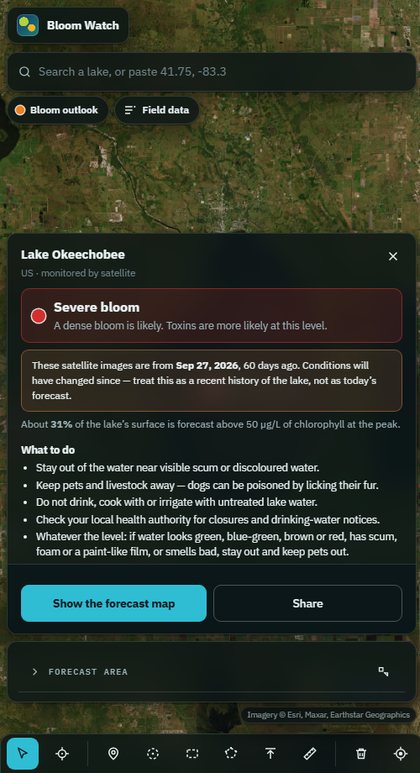 Bloom Watch
Search a lake, or paste 41.75, -83.3
Bloom outlook
Field data
Lake Okeechobee
US · monitored by satellite
Severe bloom
A dense bloom is likely. Toxins are more likely at this level.
These satellite images are from Sep 27, 2026, 60 days ago. Conditions will
have changed since — treat this as a recent history of the lake, not as today's
forecast.
About 31% of the lake's surface is forecast above 50 µg/L of chlorophyll at the peak.
What to do
• Stay out of the water near visible scum or discoloured water.
• Keep pets and livestock away — dogs can be poisoned by licking their fur.
• Do not drink, cook with or irrigate with untreated lake water.
• Check your local health authority for closures and drinking-water notices.
• Whatever the level: if water looks green, blue-green, brown or red, has scum,
foam or a paint-like film, or smells bad, stay out and keep pets out.
Show the forecast map
Share
FORECAST AREA
Imagery © Esri, Maxar, Earthstar Geographics